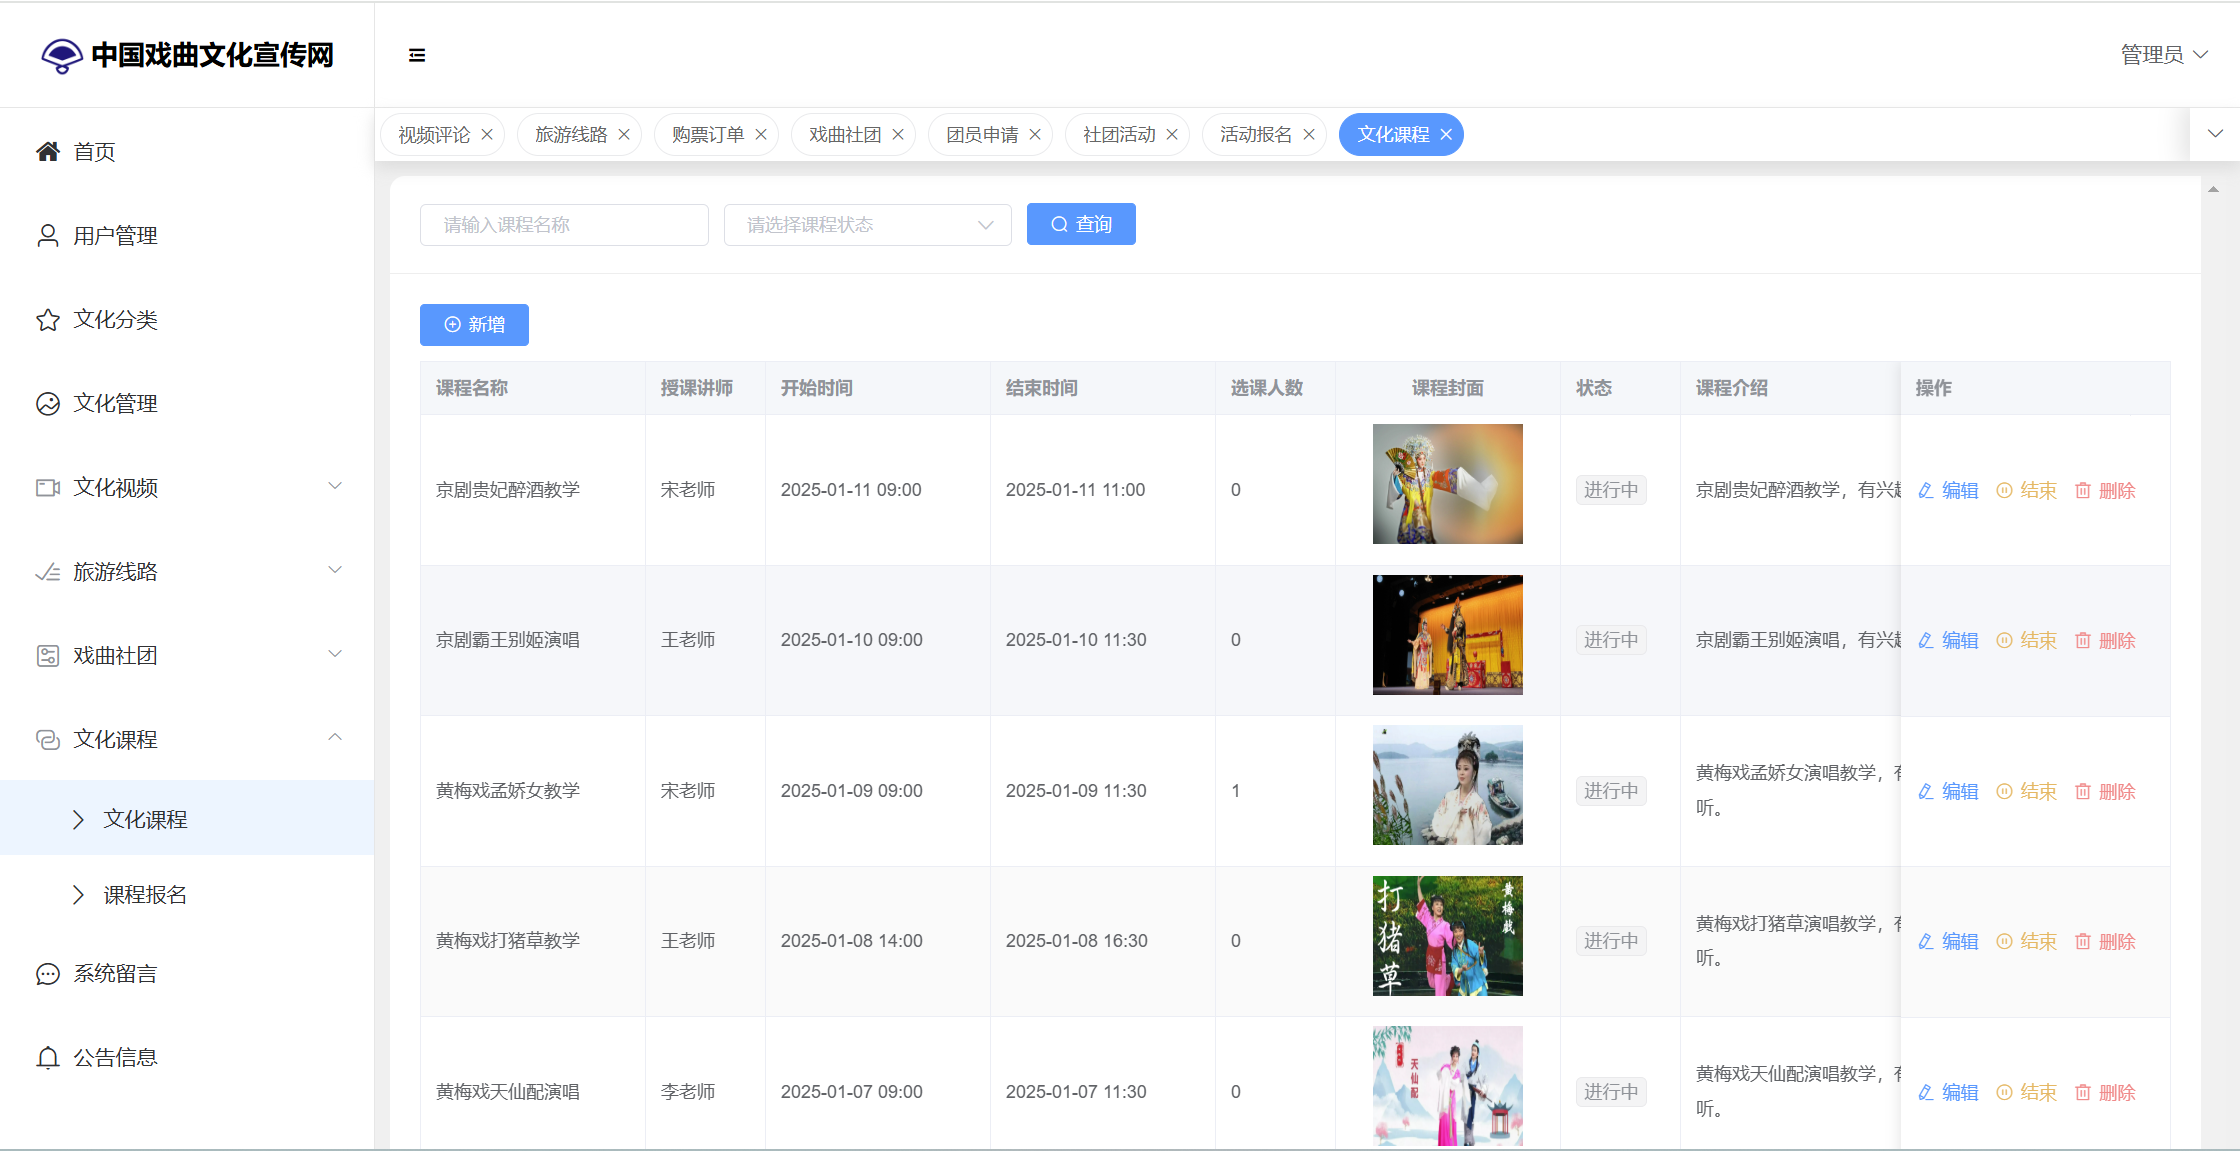 中国戏曲文化宣传网
管理员
首页
用户管理
文化分类
文化管理
文化视频
旅游线路
戏曲社团
文化课程
文化课程
课程报名
系统留言
公告信息
视频评论 旅游线路 购票订单 戏曲社团 团员申请 社团活动 活动报名 文化课程
请输入课程名称 请选择课程状态 查询
新增
课程名称 授课讲师 开始时间 结束时间 选课人数 课程封面 状态 课程介绍 操作
京剧贵妃醉酒教学 宋老师 2025-01-11 09:00 2025-01-11 11:00 0 进行中 京剧贵妃醉酒教学，有兴 编辑 结束 删除
京剧霸王别姬演唱 王老师 2025-01-10 09:00 2025-01-10 11:30 0 进行中 京剧霸王别姬演唱，有兴 编辑 结束 删除
黄梅戏孟娇女教学 宋老师 2025-01-09 09:00 2025-01-09 11:30 1 进行中 黄梅戏孟娇女演唱教学， 编辑 结束 删除
听。
打猪草
黄梅戏
黄梅戏打猪草教学 王老师 2025-01-08 14:00 2025-01-08 16:30 0 进行中 黄梅戏打猪草演唱教学， 编辑 结束 删除
听。
天仙配
黄梅戏天仙配演唱 李老师 2025-01-07 09:00 2025-01-07 11:30 0 进行中 黄梅戏天仙配演唱教学， 编辑 结束 删除
听。